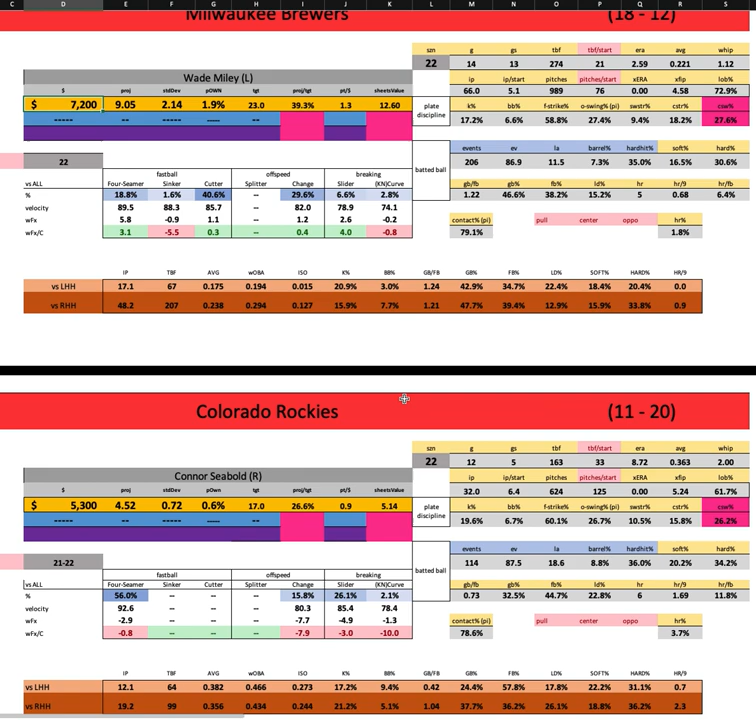 C D E F G H I J K L M N O P Q R S
Milwaukee Brewers (18 - 12)
szn g gs tbf tbf/start era avg whip
22 14 13 274 21 2.59 0.221 1.12
Wade Miley (L) ip ip/start pitches pitches/start xERA xfip lob%
66.0 5.1 989 76 0.00 4.58 72.9%
$ proj stdDev pOWN tgt proj/tgt pt/$ sheetsValue
$ 7,200 9.05 2.14 1.9% 23.0 39.3% 1.3 12.60
plate discipline k% bb% f-strike% o-swing% (pi) swstr% cstr% csw%
----- -- -- ---- --
17.2% 6.6% 58.8% 27.4% 9.4% 18.2% 27.6%
events ev la barrel% hardhit% soft% hard%
22 batted ball 206 86.9 11.5 7.3% 35.0% 16.5% 30.6%
fastball offspeed breaking
vs ALL Four-Seamer Sinker Cutter Splitter Change Slider (KN)Curve gb/fb gb% fb% ld% hr hr/9 hr/fb
% 18.8% 1.6% 40.6% -- 29.6% 6.6% 2.8% 1.22 46.6% 38.2% 15.2% 5 0.68 6.4%
velocity 89.5 88.3 85.7 -- 82.0 78.9 74.1
wFx 5.8 -0.9 1.1 1.2 2.6 -0.2 contact% (pi) pull center oppo hr%
wFx/C 3.1 -5.5 0.3 -- 0.4 4.0 -0.8 79.1% 1.8%
IP TBF AVG wOBA ISO K% BB% GB/FB GB% FB% LD% SOFT% HARD% HR/9
vs LHH 17.1 67 0.175 0.194 0.015 20.9% 3.0% 1.24 42.9% 34.7% 22.4% 18.4% 20.4% 0.0
vs RHH 48.2 207 0.238 0.294 0.127 15.9% 7.7% 1.21 47.7% 39.4% 12.9% 15.9% 33.8% 0.9
Colorado Rockies (11 - 20)
szn g gs tbf tbf/start era avg whip
22 12 5 163 33 8.72 0.363 2.00
Connor Seabold (R) ip ip/start pitches pitches/start xERA xfip lob%
32.0 6.4 624 125 0.00 5.24 61.7%
$ proj stdDev pOwn tgt proj/tgt pt/$ sheetsValue
$ 5,300 4.52 0.72 0.6% 17.0 26.6% 0.9 5.14
plate discipline k% bb% f-strike% o-swing% (pi) swstr% cstr% csw%
----- -- -- ---- --
19.6% 6.7% 60.1% 26.7% 10.5% 15.8% 26.2%
events ev la barrel% hardhit% soft% hard%
21-22 batted ball 114 87.5 18.6 8.8% 36.0% 20.2% 34.2%
fastball offspeed breaking
vs ALL Four-Seamer Sinker Cutter Splitter Change Slider (KN)Curve gb/fb gb% fb% ld% hr hr/9 hr/fb
% 56.0% -- -- -- 15.8% 26.1% 2.1% 0.73 32.5% 44.7% 22.8% 6 1.69 11.8%
velocity 92.6 -- -- -- 80.3 85.4 78.4
wFx -2.9 -- -- -7.7 -4.9 -1.3 contact% (pi) pull center oppo hr%
wFx/C -0.8 -- -- -- -7.9 -3.0 -10.0 78.6% 3.7%
IP TBF AVG wOBA ISO K% BB% GB/FB GB% FB% LD% SOFT% HARD% HR/9
vs LHH 12.1 64 0.382 0.466 0.273 17.2% 9.4% 0.42 24.4% 57.8% 17.8% 22.2% 31.1% 0.7
vs RHH 19.2 99 0.356 0.434 0.244 21.2% 5.1% 1.04 37.7% 36.2% 26.1% 18.8% 36.2% 2.3